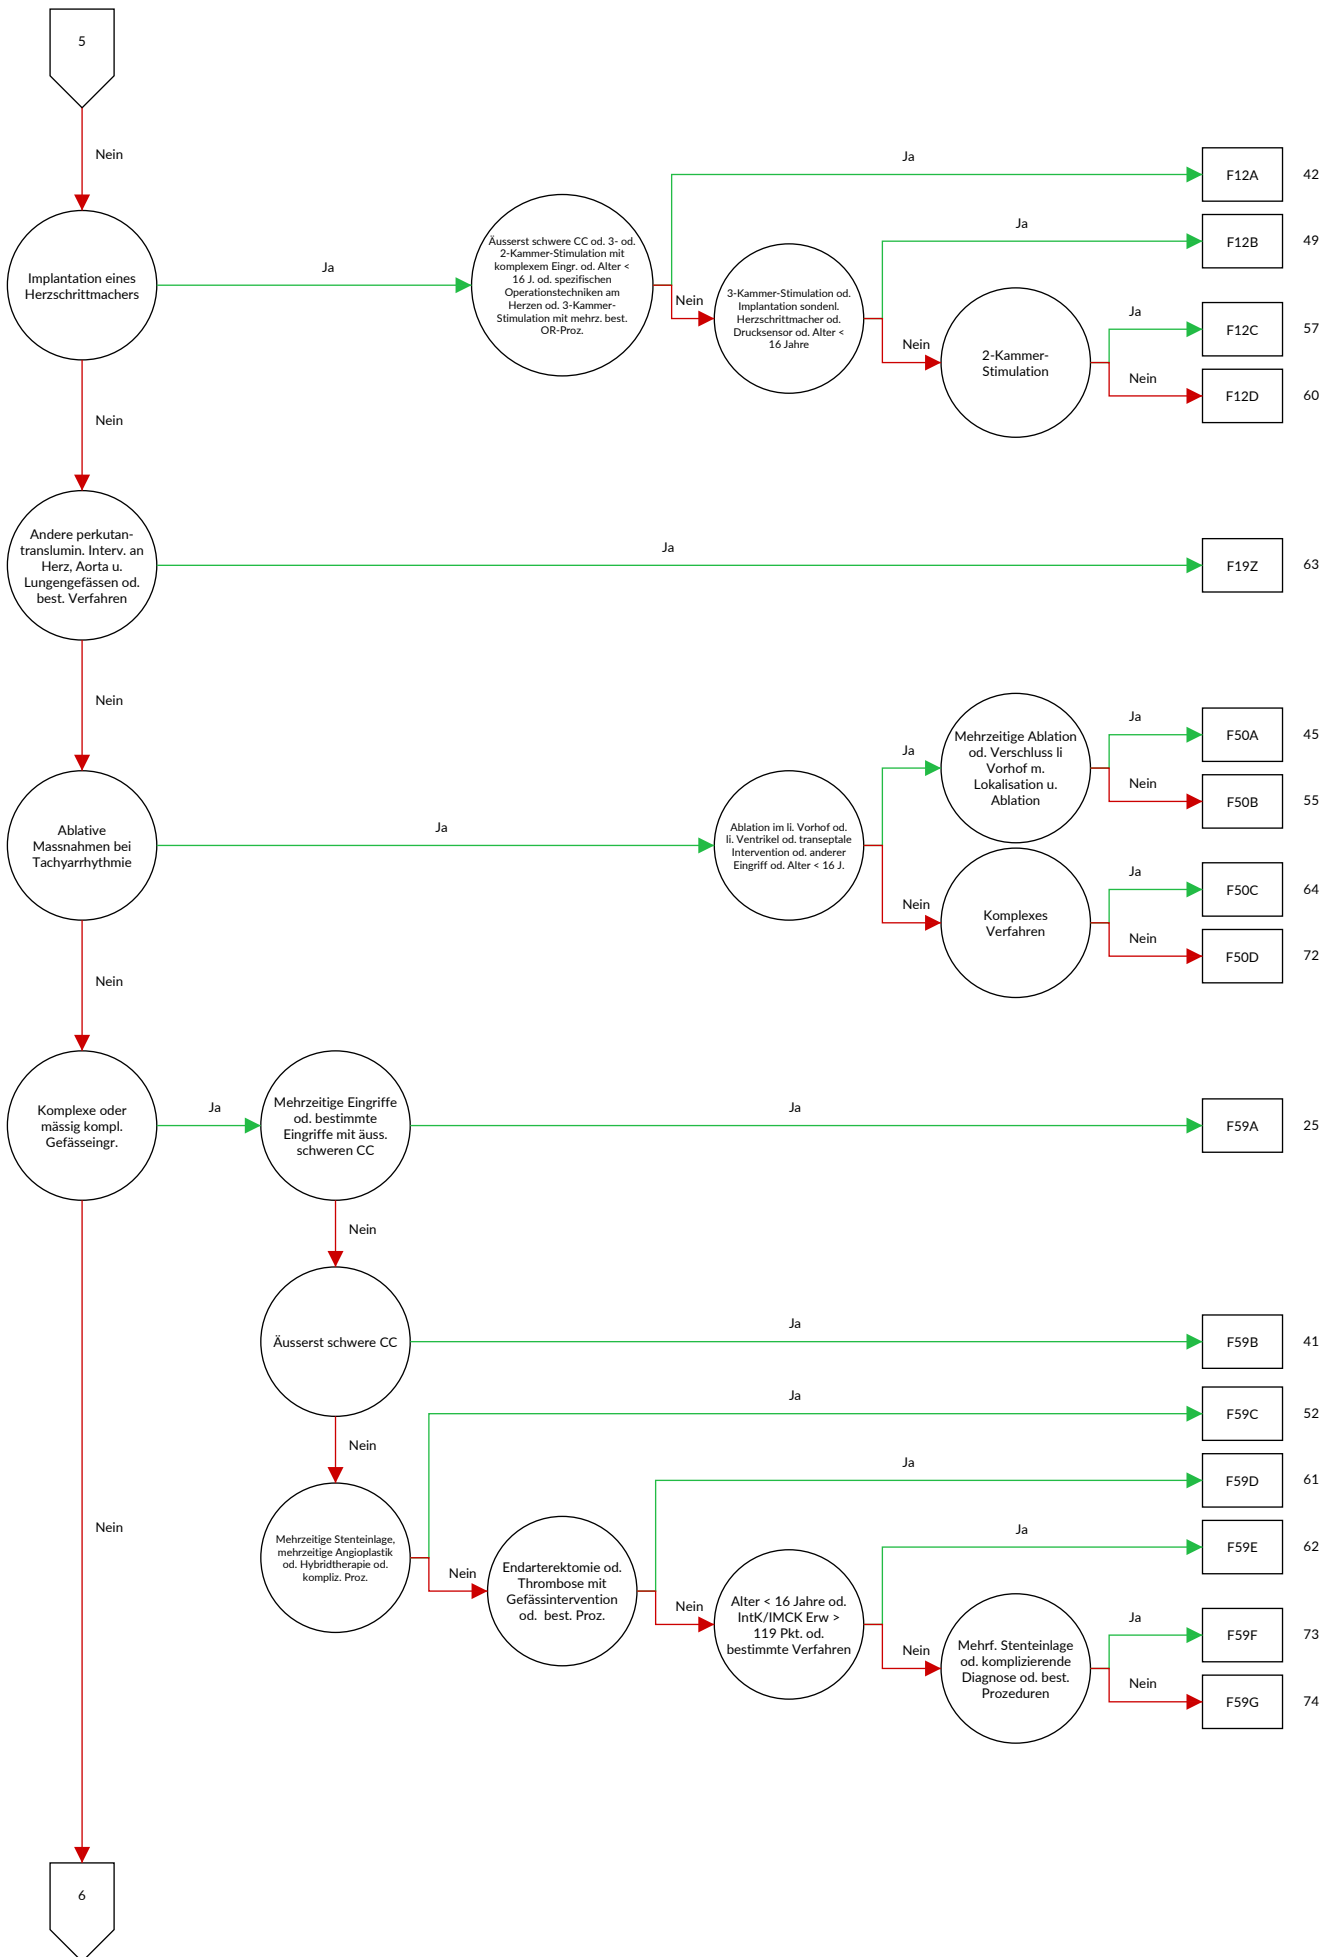 5
Nein
Implantation eines
Herzschrittmachers
Ja
Äusserst schwere CC od. 3- od.
2-Kammer-Stimulation mit
komplexem Eingr. od. Alter <
16 J. od. spezifischen
Operationstechniken am
Herzen od. 3-Kammer-
Stimulation mit mehrz. best.
OR-Proz.
Ja
F12A
42
Nein
3-Kammer-Stimulation od.
Implantation sondenl.
Herzschrittmacher od.
Drucksensor od. Alter <
16 Jahre
Ja
F12B
49
Nein
2-Kammer-
Stimulation
Ja
F12C
57
Nein
F12D
60
Nein
Andere perkutan-
translumin. Interv. an
Herz, Aorta u.
Lungengefässen od.
best. Verfahren
Ja
F19Z
63
Nein
Ablative
Massnahmen bei
Tachyarrhythmie
Ja
Ablation im li. Vorhof od.
li. Ventrikel od. transeptale
Intervention od. anderer
Eingriff od. Alter < 16 J.
Ja
Mehrzeitige Ablation
od. Verschluss li
Vorhof m.
Lokalisation u.
Ablation
Ja
F50A
45
Nein
F50B
55
Nein
Komplexes
Verfahren
Ja
F50C
64
Nein
F50D
72
Nein
Komplexe oder
mässig kompl.
Gefässeingr.
Ja
Mehrzeitige Eingriffe
od. bestimmte
Eingriffe mit äuss.
schweren CC
Ja
F59A
25
Nein
Äusserst schwere CC
Ja
F59B
41
Nein
Mehrzeitige Stenteinlage,
mehrzeitige Angioplastik
od. Hybridtherapie od.
kompliz. Proz.
Ja
F59C
52
Nein
Endarterektomie od.
Thrombose mit
Gefässintervention
od. best. Proz.
Ja
F59D
61
Nein
Alter < 16 Jahre od.
IntK/IMCK Erw >
119 Pkt. od.
bestimmte Verfahren
Ja
F59E
62
Nein
Mehrf. Stenteinlage
od. komplizierende
Diagnose od. best.
Prozeduren
Ja
F59F
73
Nein
F59G
74
Nein
6